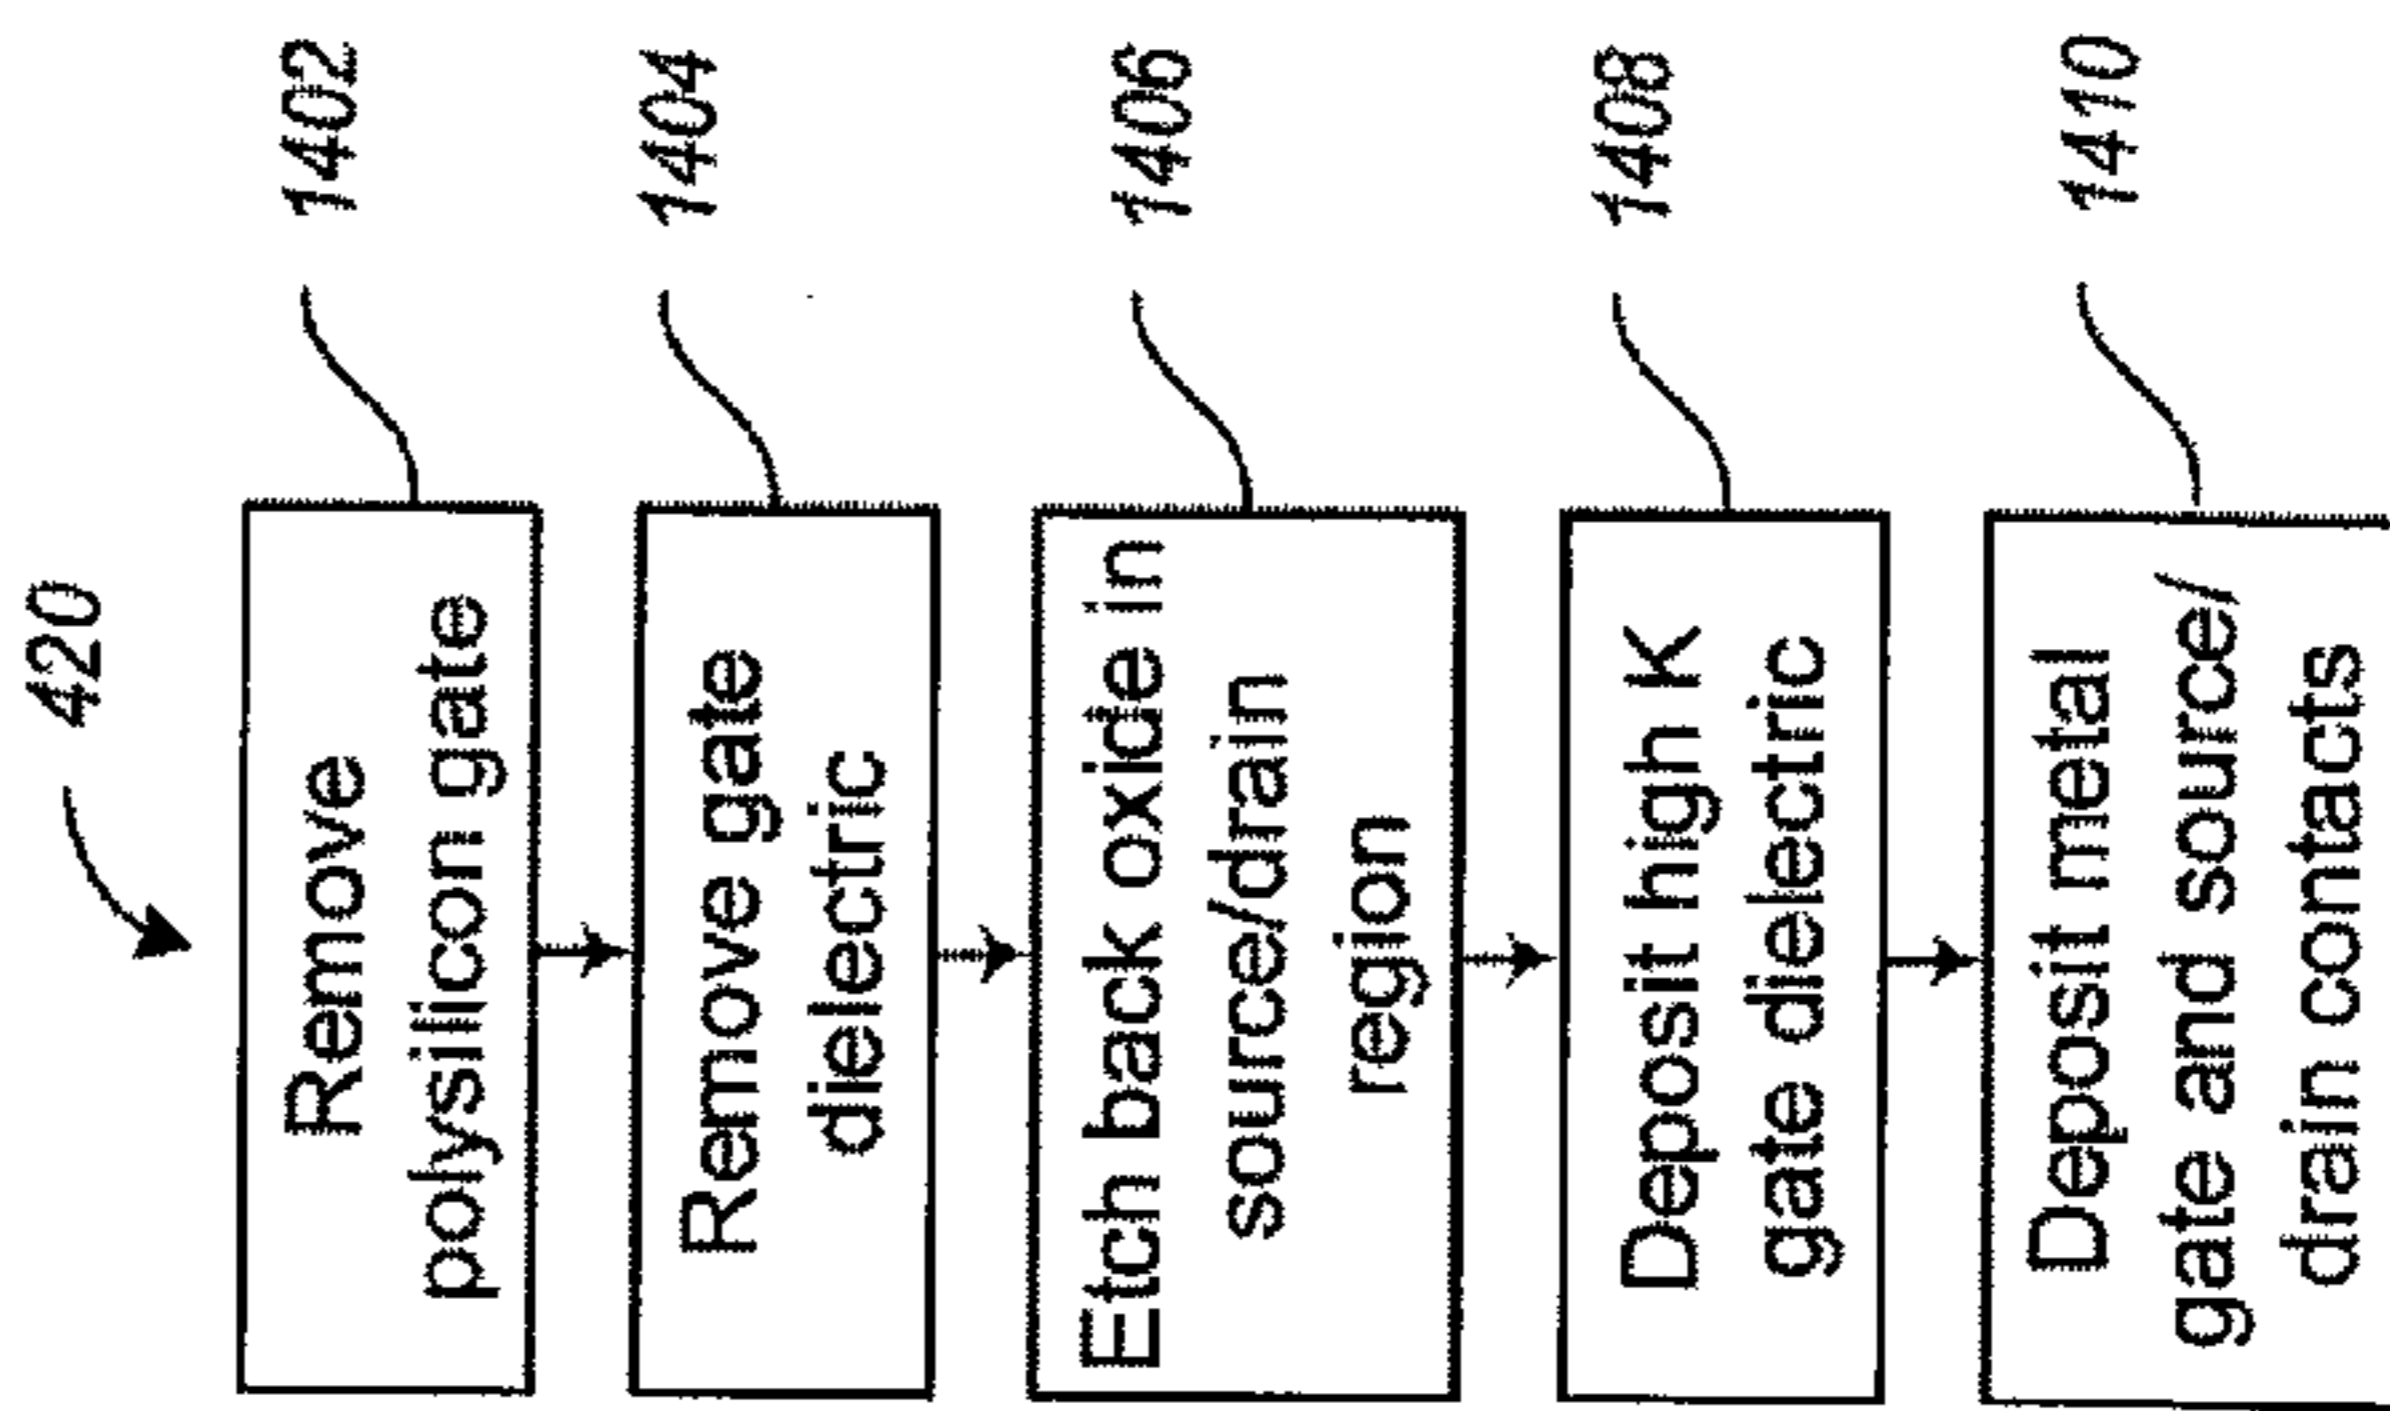 420
Remove
polysilicon gate
1402
Remove gate
dielectric
1404
Etch back oxide in
source/drain
region
1406
Deposit high K
gate dielectric
1408
Deposit metal
gate and source/
drain contacts
1410